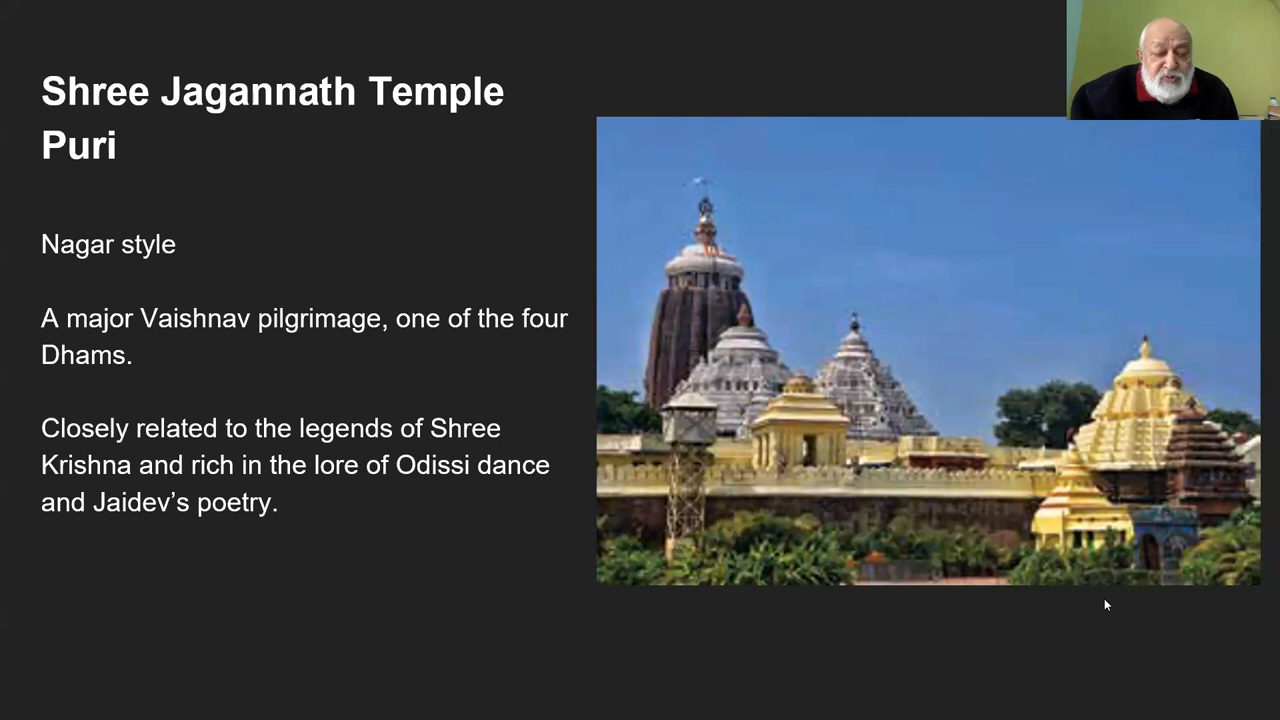 Shree Jagannath Temple
Puri
Nagar style
A major Vaishnav pilgrimage, one of the four
Dhams.
Closely related to the legends of Shree
Krishna and rich in the lore of Odissi dance
and Jaidev’s poetry.